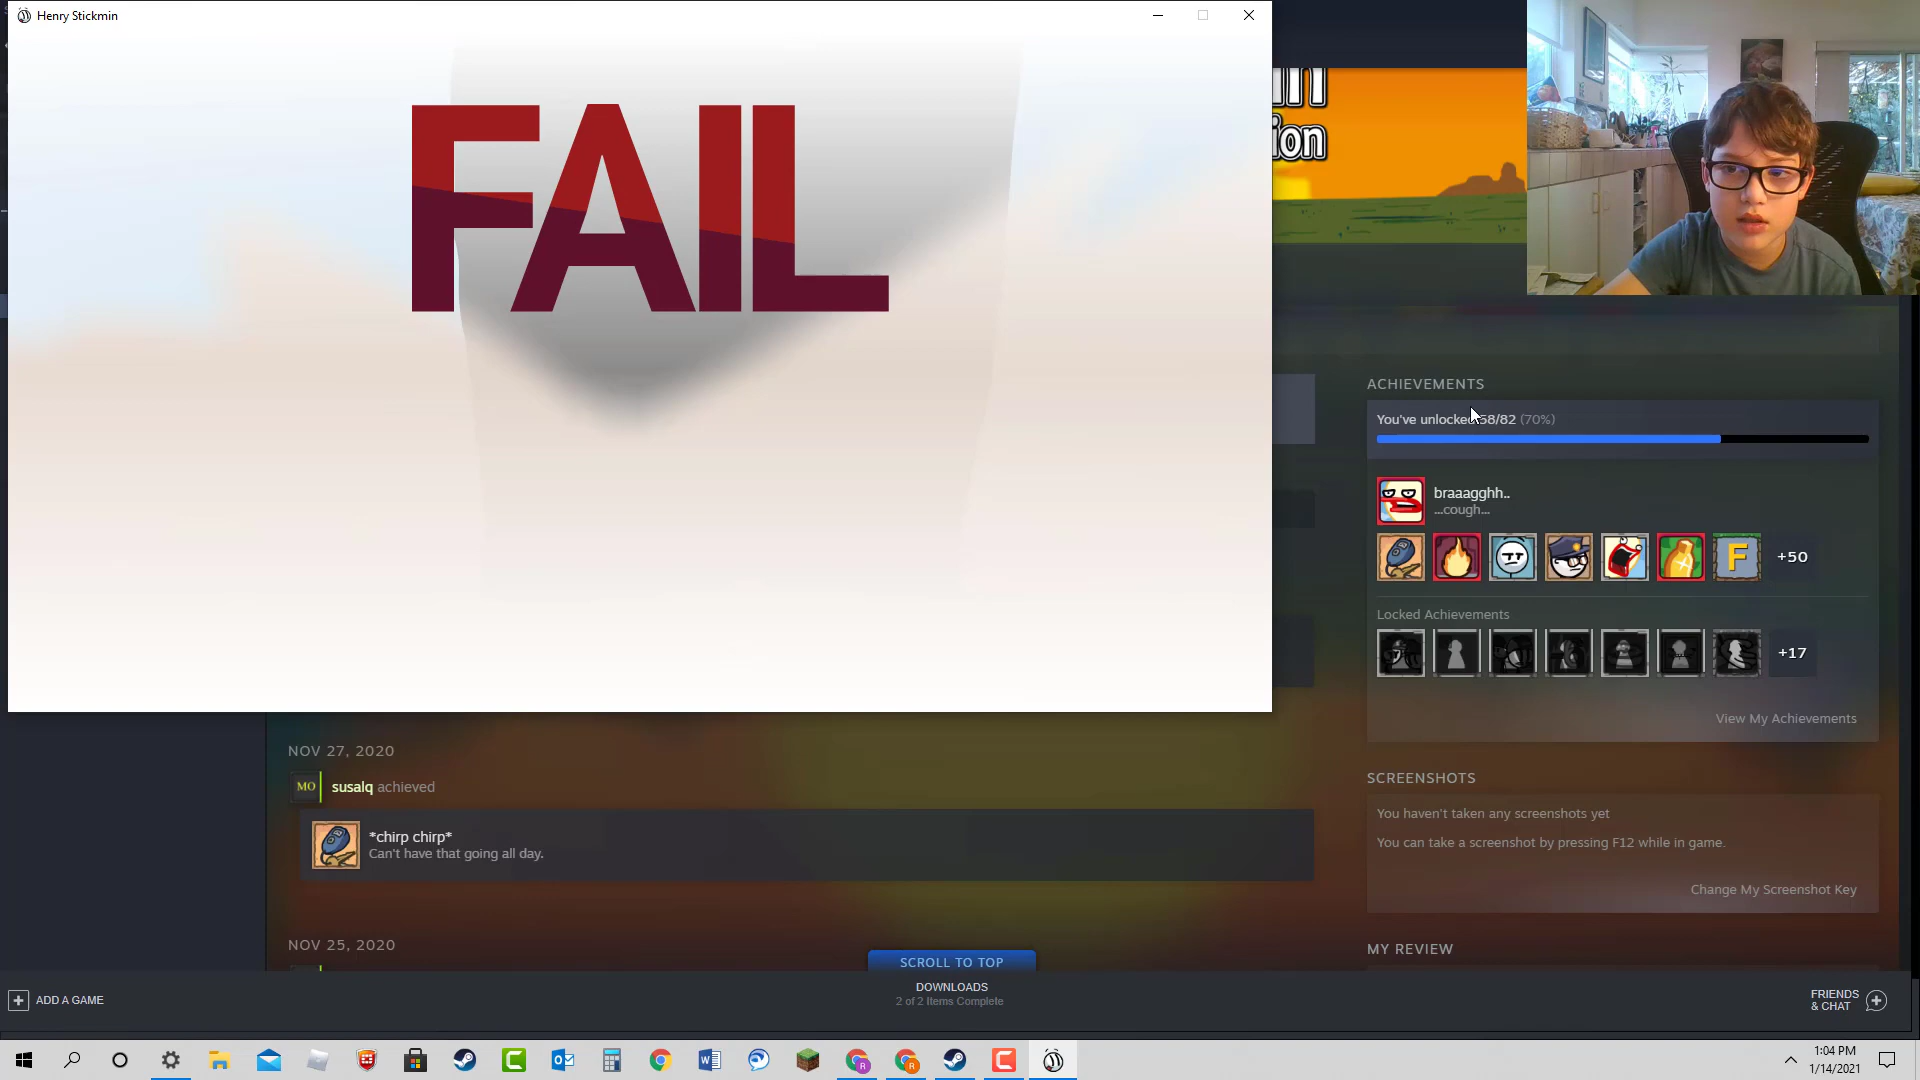 Henry Stickmin
FAIL
ion
ACHIEVEMENTS
You've unlocked 58/82 (70%)
braaagghh..
...cough...
F
+50
Locked Achievements
+17
View My Achievements
NOV 27, 2020
MO
susalq achieved
*chirp chirp*
Can't have that going all day.
SCREENSHOTS
You haven't taken any screenshots yet
You can take a screenshot by pressing F12 while in game.
Change My Screenshot Key
NOV 25, 2020
MY REVIEW
SCROLL TO TOP
ADD A GAME
DOWNLOADS
2 of 2 Items Complete
FRIENDS
& CHAT
1:04 PM
1/14/2021